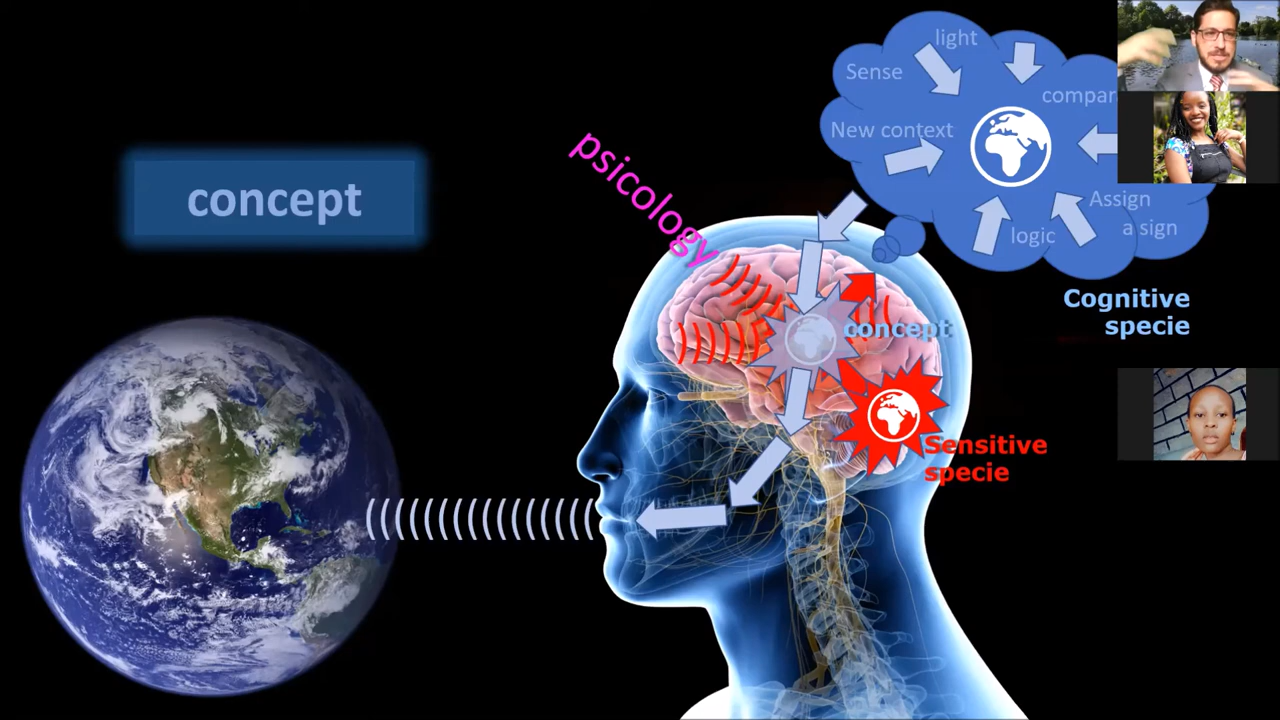 concept
psicology
light
Sense
New context
logic
Assign
a sign
Cognitive
specie
concept
Sensitive
specie